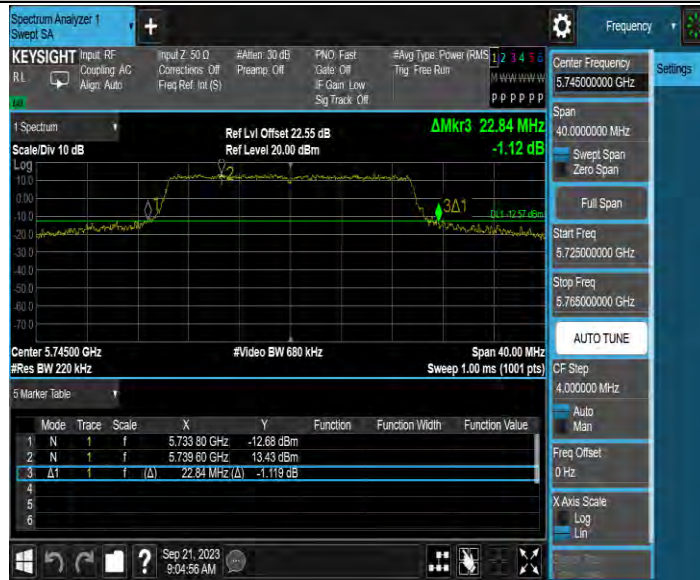 Spectrum Analyzer 1
Swept SA
+
Frequency
KEYSIGHT
RL
Input: RF
Coupling: AC
Align: Auto
Input Z: 50 Ω
Corrections: Off
Freq Ref: Int (S)
#Atten: 30 dB
Preamp: Off
PNO: Fast
Gate: Off
IF Gain: Low
Sig Track: Off
#Avg Type: Power (RMS
Trig: Free Run
1 2 3 4 5 6
M W W W W W
P P P P P P
1 Spectrum
Scale/Div 10 dB
Ref Lvl Offset 22.55 dB
Ref Level 20.00 dBm
ΔMkr3 22.84 MHz
-1.12 dB
Log
10.0
0.00
-10.0
-20.0
-30.0
-40.0
-50.0
-60.0
-70.0
1
2
3Δ1
DL1 -12.57 dBm
Center 5.74500 GHz
#Video BW 680 kHz
Span 40.00 MHz
#Res BW 220 kHz
Sweep 1.00 ms (1001 pts)
5 Marker Table
Mode Trace Scale X Y Function Function Width Function Value
1 N 1 f 5.733 80 GHz -12.68 dBm
2 N 1 f 5.739 60 GHz 13.43 dBm
3 Δ1 1 f (Δ) 22.84 MHz (Δ) -1.119 dB
4
5
6
Sep 21, 2023
9:04:56 AM
Center Frequency
5.745000000 GHz
Span
40.0000000 MHz
Swept Span
Zero Span
Full Span
Start Freq
5.725000000 GHz
Stop Freq
5.765000000 GHz
AUTO TUNE
CF Step
4.000000 MHz
Auto
Man
Freq Offset
0 Hz
X Axis Scale
Log
Lin
Settings